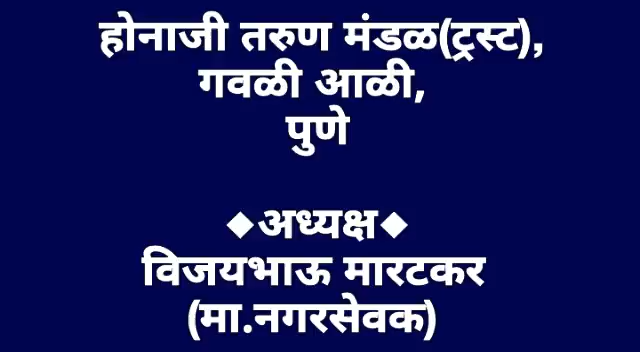 होनाजी तरुण मंडळ(ट्रस्ट),
गवळी आळी,
पुणे
◆अध्यक्ष◆
विजयभाऊ मारटकर
(मा.नगरसेवक)